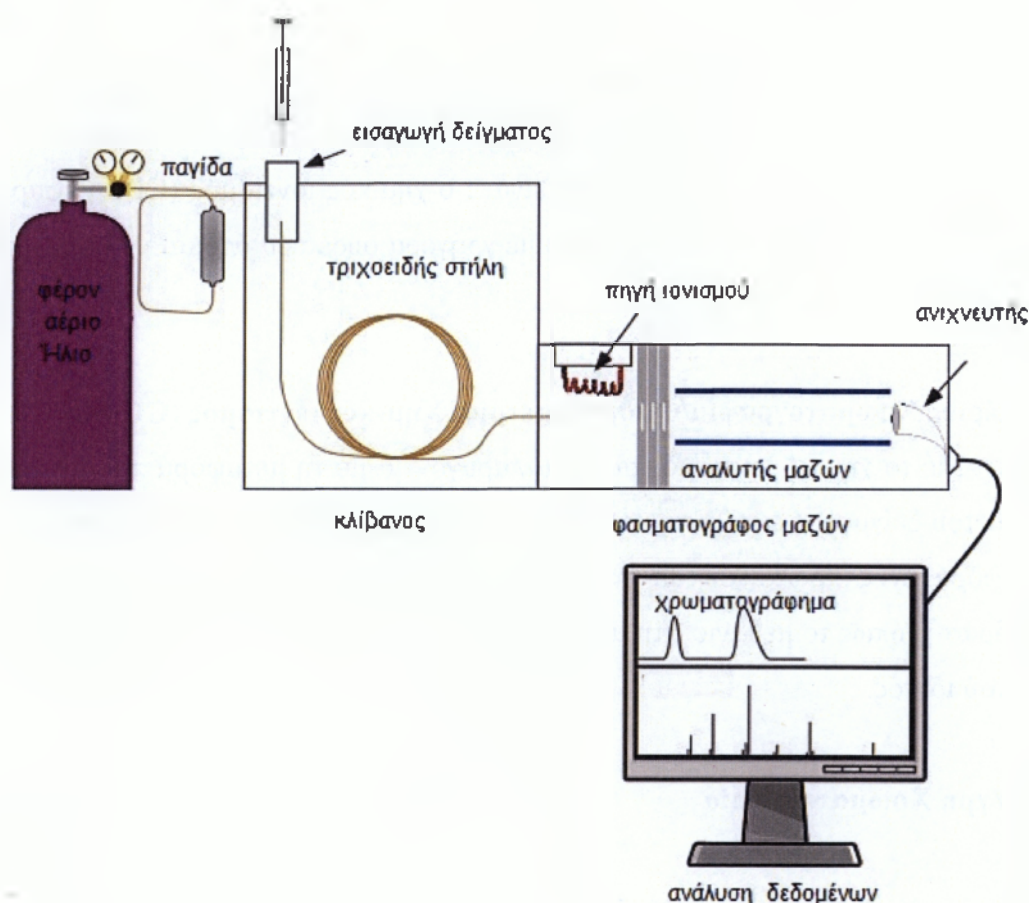 εισαγωγή δείγματος
παγίδα
φέρον
αέριο
Ήλιο
τριχοειδής στήλη
πηγή ιονισμού
ανιχνευτής
αναλυτής μαζών
κλίβανος
φασματογράφος μαζών
χρωματογράφημα
ανάλυση δεδομένων